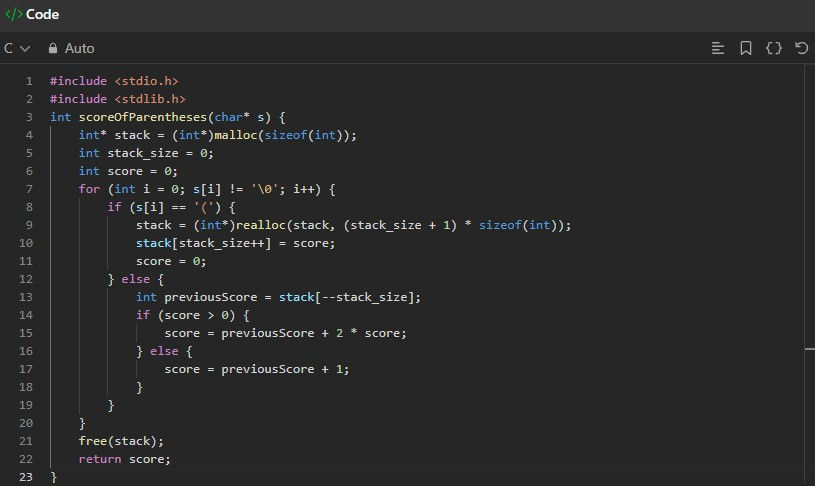 </> Code
C Auto
1 #include <stdio.h>
2 #include <stdlib.h>
3 int scoreOfParentheses(char* s) {
4     int* stack = (int*)malloc(sizeof(int));
5     int stack_size = 0;
6     int score = 0;
7     for (int i = 0; s[i] != '\0'; i++) {
8         if (s[i] == '(') {
9             stack = (int*)realloc(stack, (stack_size + 1) * sizeof(int));
10             stack[stack_size++] = score;
11             score = 0;
12         } else {
13             int previousScore = stack[--stack_size];
14             if (score > 0) {
15                 score = previousScore + 2 * score;
16             } else {
17                 score = previousScore + 1;
18             }
19         }
20     }
21     free(stack);
22     return score;
23 }